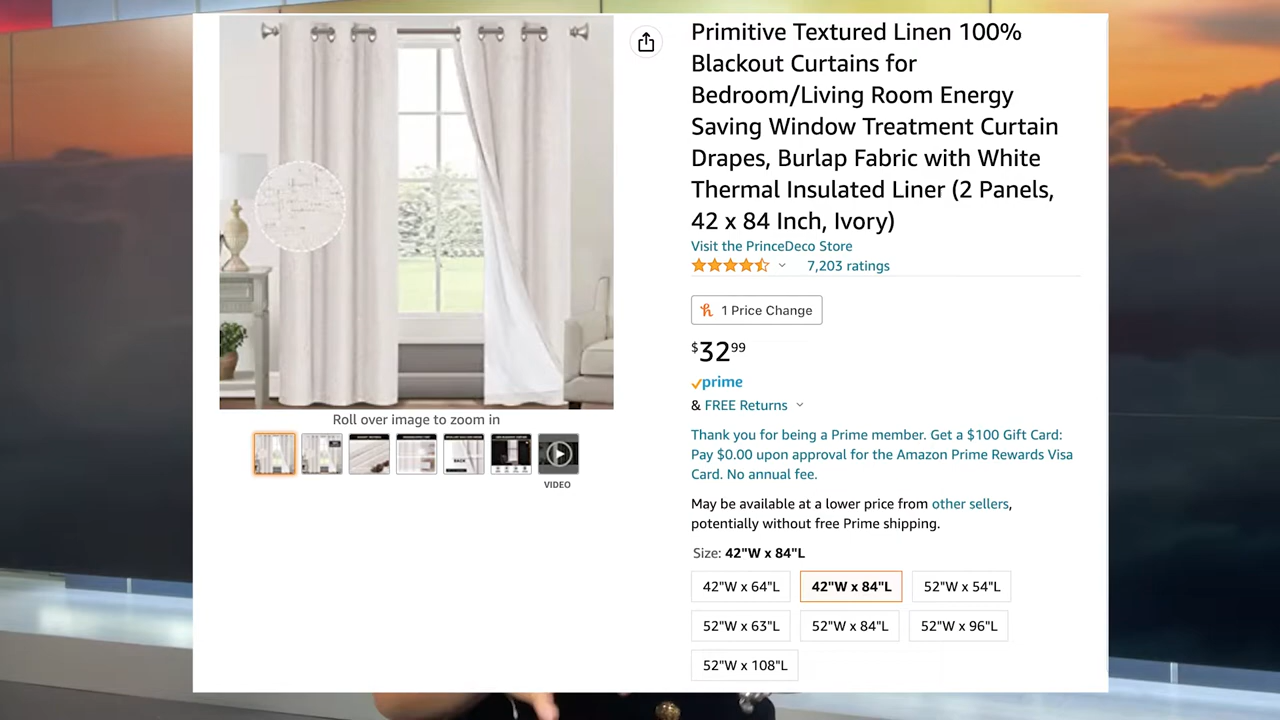 Primitive Textured Linen 100%
Blackout Curtains for
Bedroom/Living Room Energy
Saving Window Treatment Curtain
Drapes, Burlap Fabric with White
Thermal Insulated Liner (2 Panels,
42 x 84 Inch, Ivory)
Visit the PrinceDeco Store
7,203 ratings
1 Price Change
$32.99
prime
& FREE Returns
Thank you for being a Prime member. Get a $100 Gift Card:
Pay $0.00 upon approval for the Amazon Prime Rewards Visa
Card. No annual fee.
May be available at a lower price from other sellers,
potentially without free Prime shipping.
Size: 42"W x 84"L
42"W x 64"L 42"W x 84"L 52"W x 54"L
52"W x 63"L 52"W x 84"L 52"W x 96"L
52"W x 108"L
Roll over image to zoom in
VIDEO